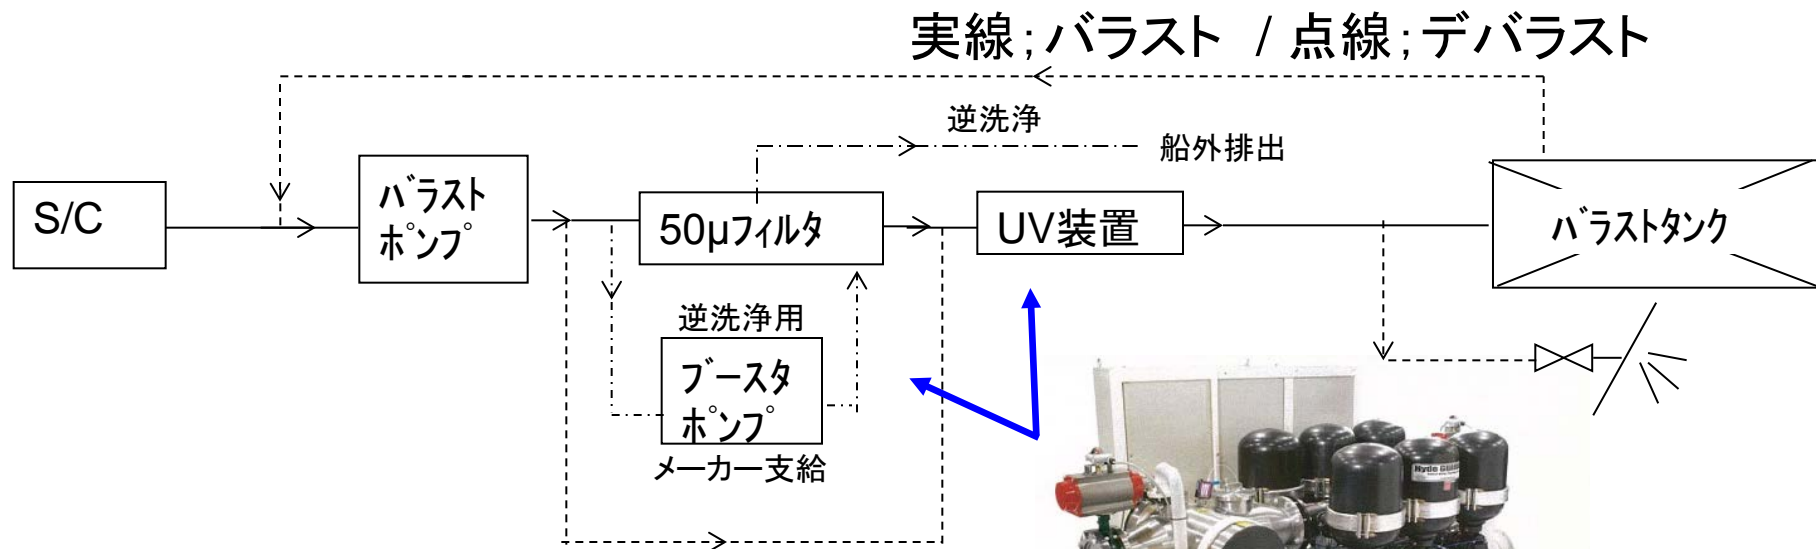 実線;バラスト / 点線;デバラスト
逆洗浄
船外排出
S/C
ﾊﾞﾗｽﾄ
ﾎﾟﾝﾌﾟ
50μﾌｨﾙﾀ
UV装置
ﾊﾞﾗｽﾄﾀﾝｸ
逆洗浄用
ﾌﾞｰｽﾀ
ﾎﾟﾝﾌﾟ
メーカー支給
Hyde GUARDIAN